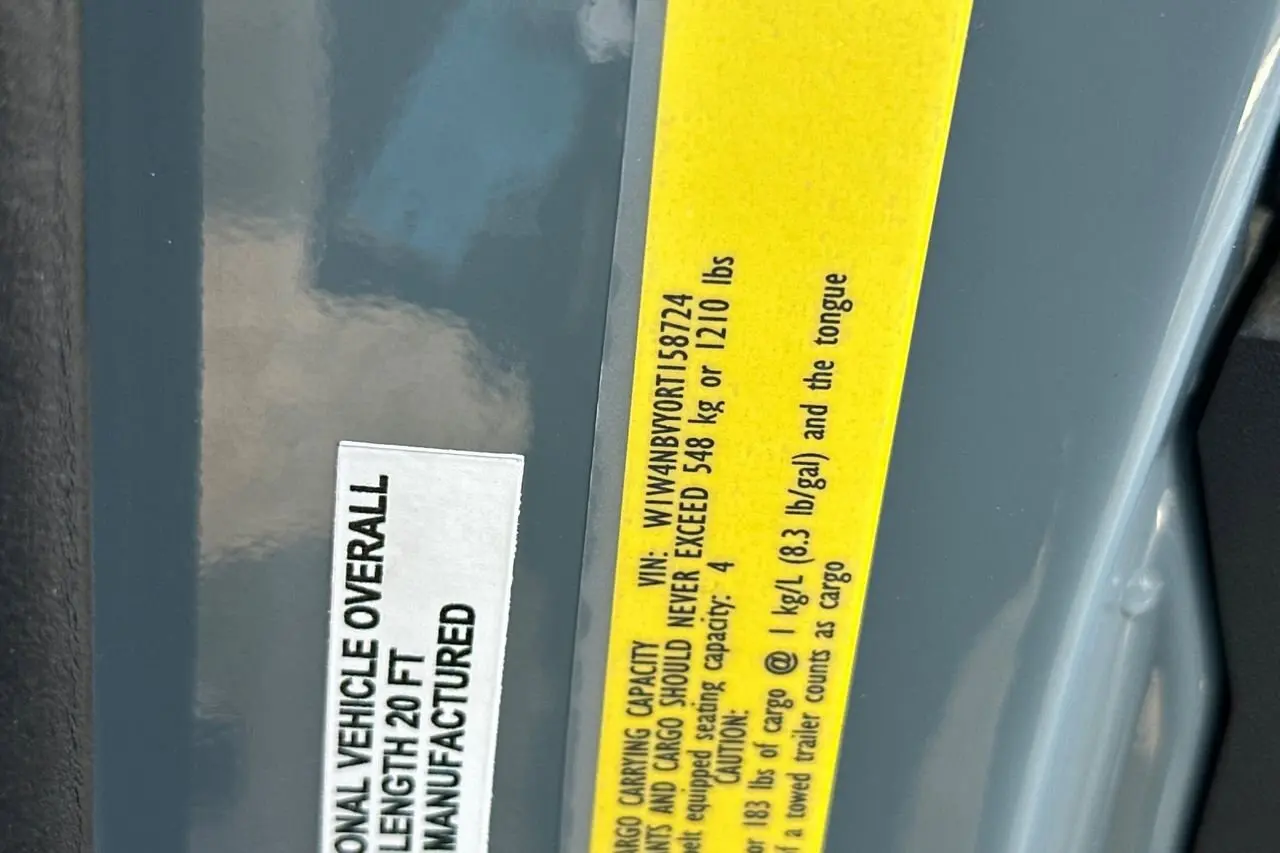 ONAL VEHICLE OVERALL
LENGTH 20 FT
MANUFACTURED
ARGO CARRYING CAPACITY VIN: W1W4NBVY0RT158724
ANTS AND CARGO SHOULD NEVER EXCEED 548 kg or 1210 lbs
belt equipped seating capacity: 4
CAUTION:
or 183 lbs of cargo @ 1 kg/L (8.3 lb/gal) and the tongue
f a towed trailer counts as cargo